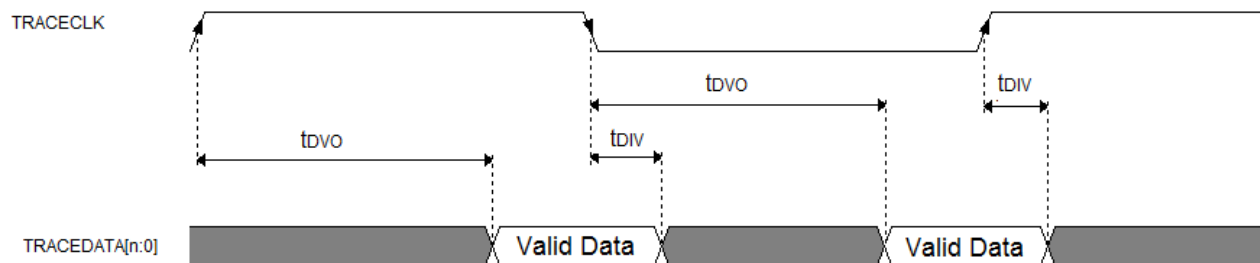 TRACECLK
tDVO
tDIV
tDVO
tDIV
TRACEDATA[n:0]
Valid Data
Valid Data